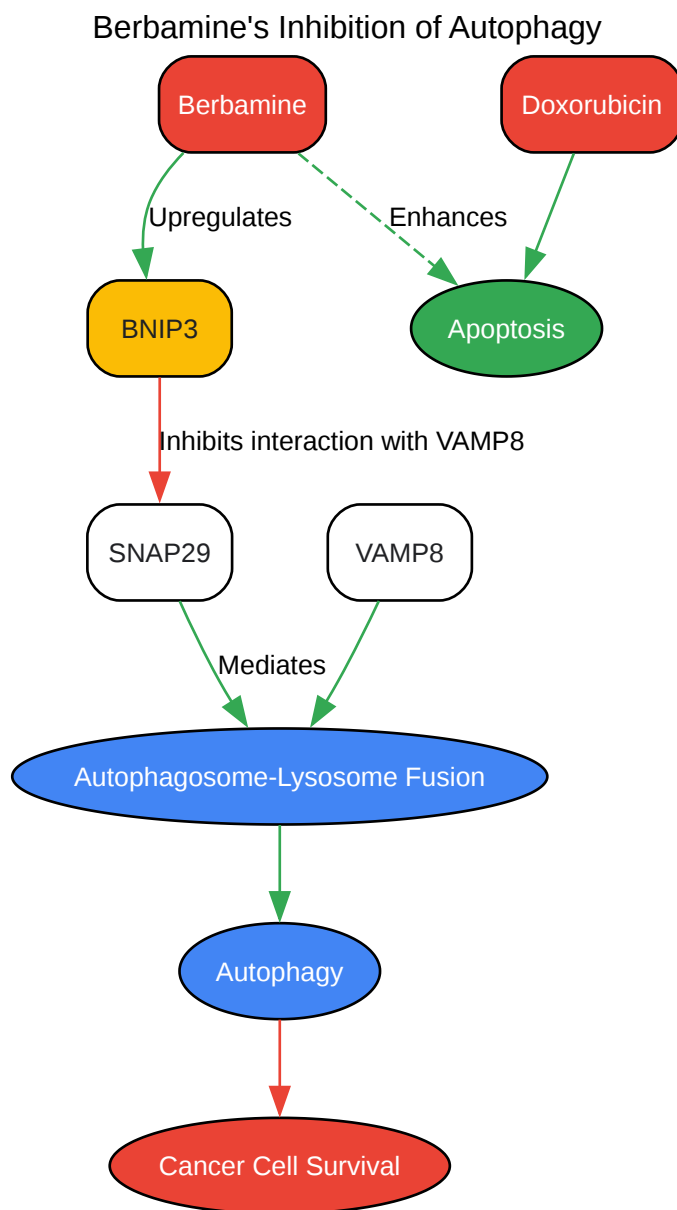 Berbamine's Inhibition of Autophagy
Berbamine
Doxorubicin
Upregulates
Enhances
BNIP3
Apoptosis
Inhibits interaction with VAMP8
SNAP29
VAMP8
Mediates
Autophagosome-Lysosome Fusion
Autophagy
Cancer Cell Survival